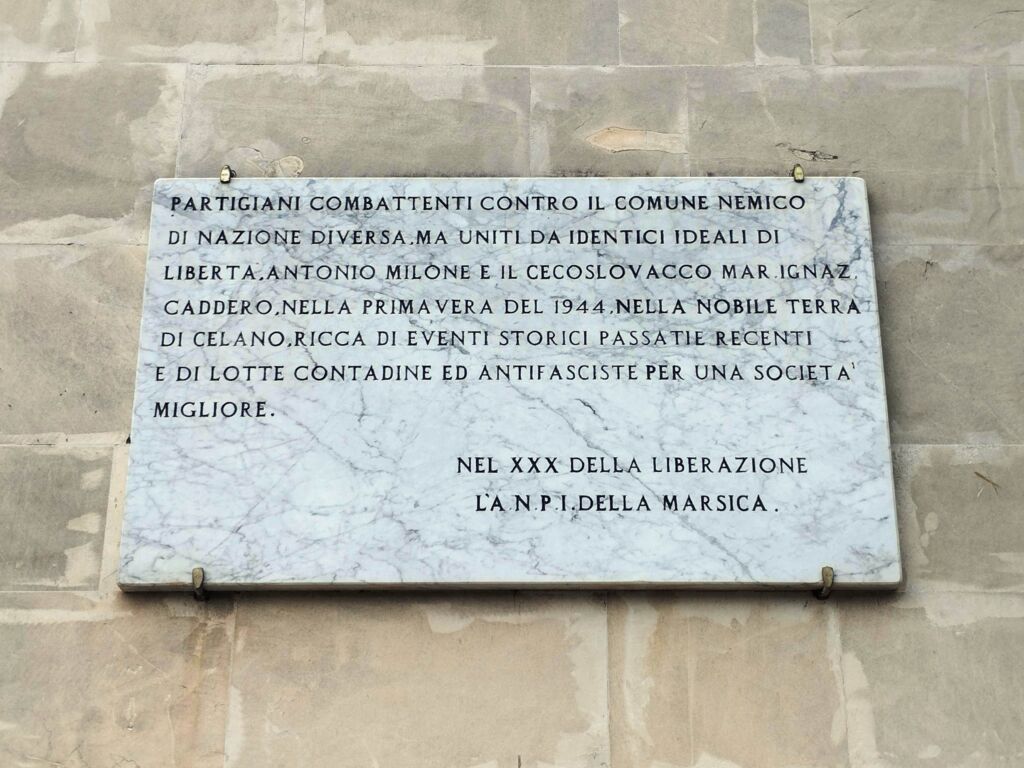 PARTIGIANI COMBATTENTI CONTRO IL COMUNE NEMICO
DI NAZIONE DIVERSA, MA UNITI DA IDENTICI IDEALI DI
LIBERTA, ANTONIO MILONE E IL CECOSLOVACCO MAR. IGNAZ
CADDERO, NELLA PRIMAVERA DEL 1944, NELLA NOBILE TERRA
DI CELANO, RICCA DI EVENTI STORICI PASSATI E RECENTI
E DI LOTTE CONTADINE ED ANTIFASCISTE PER UNA SOCIETA'
MIGLIORE.
NEL XXX DELLA LIBERAZIONE
L'A.N.P.I. DELLA MARSICA.